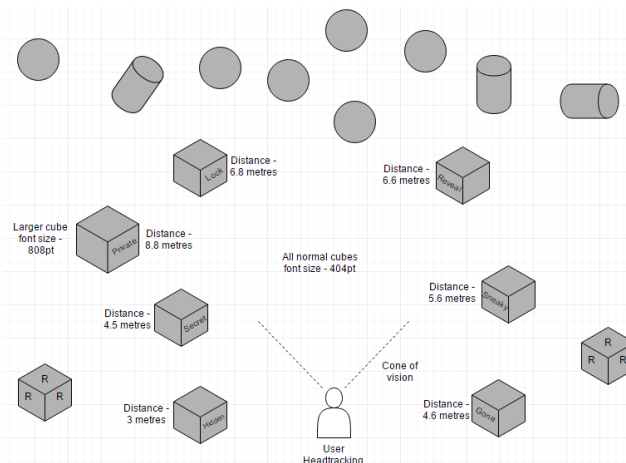 Lock
Distance -
6.8 metres
Distance -
6.6 metres
Reveal
Larger cube
font size -
808pt
Private
Distance -
8.8 metres
All normal cubes
font size - 404pt
Distance -
4.5 metres
Secret
Distance -
5.6 metres
Sneaky
Cone of
vision
R
R
R
R
R
R
Distance -
3 metres
Hidden
Distance -
4.6 metres
Gone
User
Headtracking